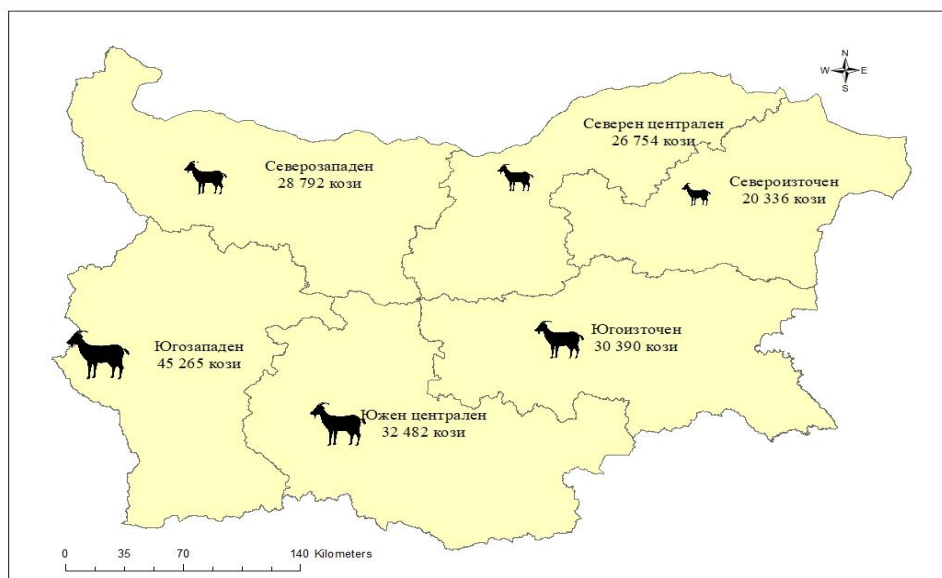 N
W E
S
Северен централен
26 754 кози
Северозападен
28 792 кози
Североизточен
20 336 кози
Югоизточен
30 390 кози
Югозападен
45 265 кози
Южен централен
32 482 кози
0 35 70 140 Kilometers